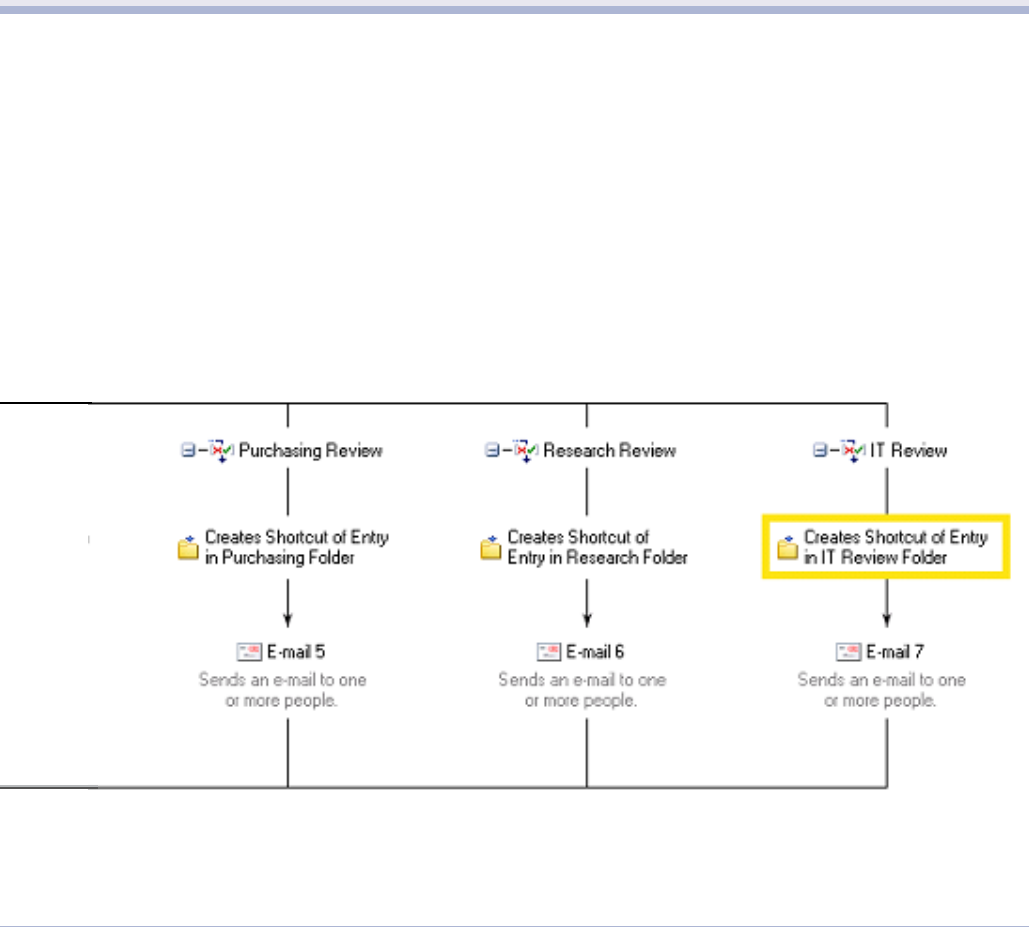 Purchasing Review
Research Review
IT Review
Creates Shortcut of Entry
in Purchasing Folder
Creates Shortcut of
Entry in Research Folder
Creates Shortcut of Entry
in IT Review Folder
E-mail 5
Sends an e-mail to one
or more people.
E-mail 6
Sends an e-mail to one
or more people.
E-mail 7
Sends an e-mail to one
or more people.